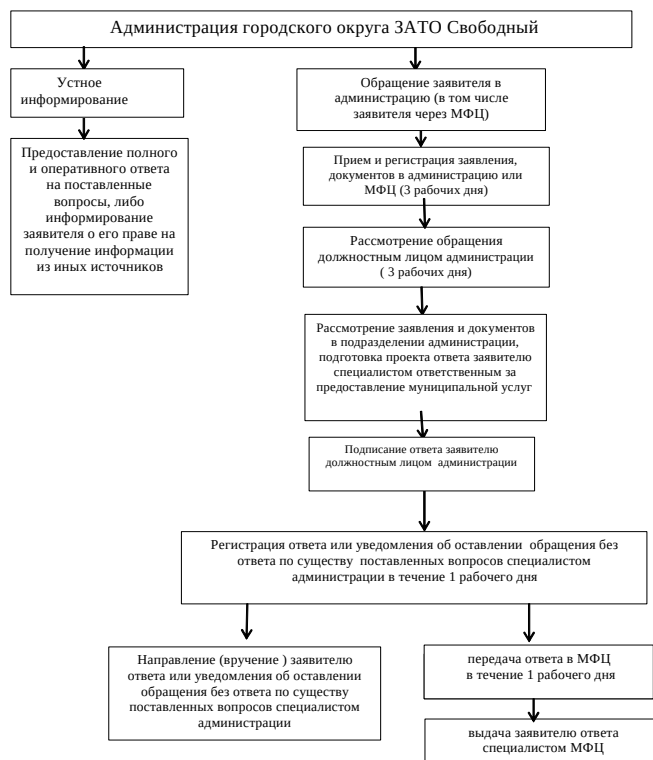 Администрация городского округа ЗАТО Свободный
Устное
информирование
Предоставление полного
и оперативного ответа
на поставленные
вопросы, либо
информирование
заявителя о его праве на
получение информации
из иных источников
Обращение заявителя в
администрацию (в том числе
заявителя через МФЦ)
Прием и регистрация заявления,
документов в администрацию или
МФЦ (3 рабочих дня)
Рассмотрение обращения
должностным лицом администрации
( 3 рабочих дня)
Рассмотрение заявления и документов
в подразделении администрации,
подготовка проекта ответа заявителю
специалистом ответственным за
предоставление муниципальной услуг
Подписание ответа заявителю
должностным лицом администрации
Регистрация ответа или уведомления об оставлении обращения без
ответа по существу поставленных вопросов специалистом
администрации в течение 1 рабочего дня
Направление (вручение ) заявителю
ответа или уведомления об оставлении
обращения без ответа по существу
поставленных вопросов специалистом
администрации
передача ответа в МФЦ
в течение 1 рабочего дня
выдача заявителю ответа
специалистом МФЦ